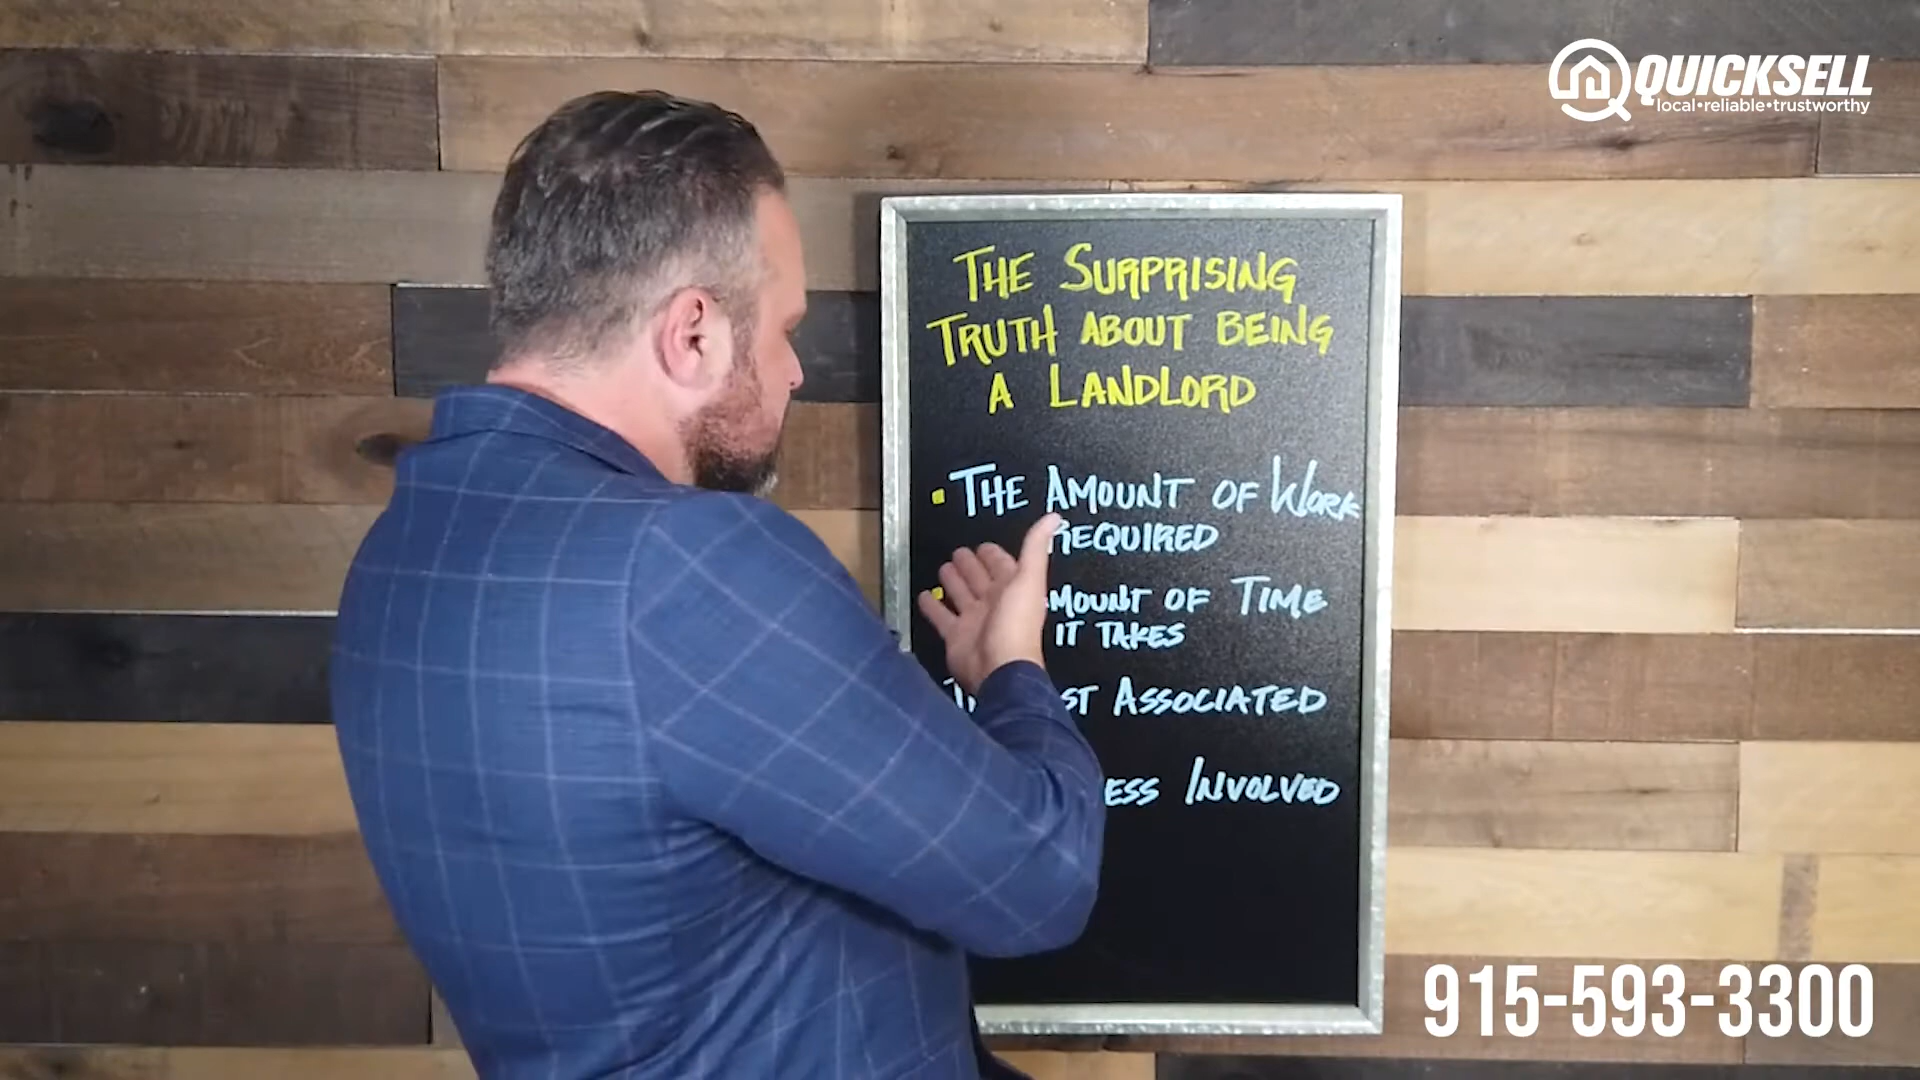 QUICKSELL
local•reliable•trustworthy
THE SURPRISING
TRUTH ABOUT BEING
A LANDLORD
THE AMOUNT OF WORK
REQUIRED
OF TIME
IT TAKES
ASSOCIATED
INVOLVED
915-593-3300